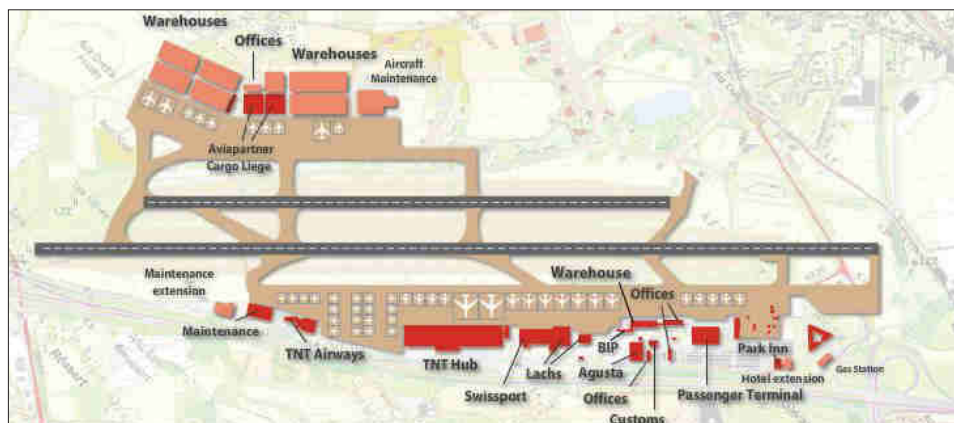 Warehouses
Offices
Warehouses
Aircraft
Maintenance
Aviapartner
Cargo Liege
Maintenance
extension
Warehouse
Offices
Maintenance
TNT Airways
TNT Hub
Swissport
Lachs
BIP
Agusta
Offices
Customs
Passenger Terminal
Park Inn
Hotel extension
Gas Station